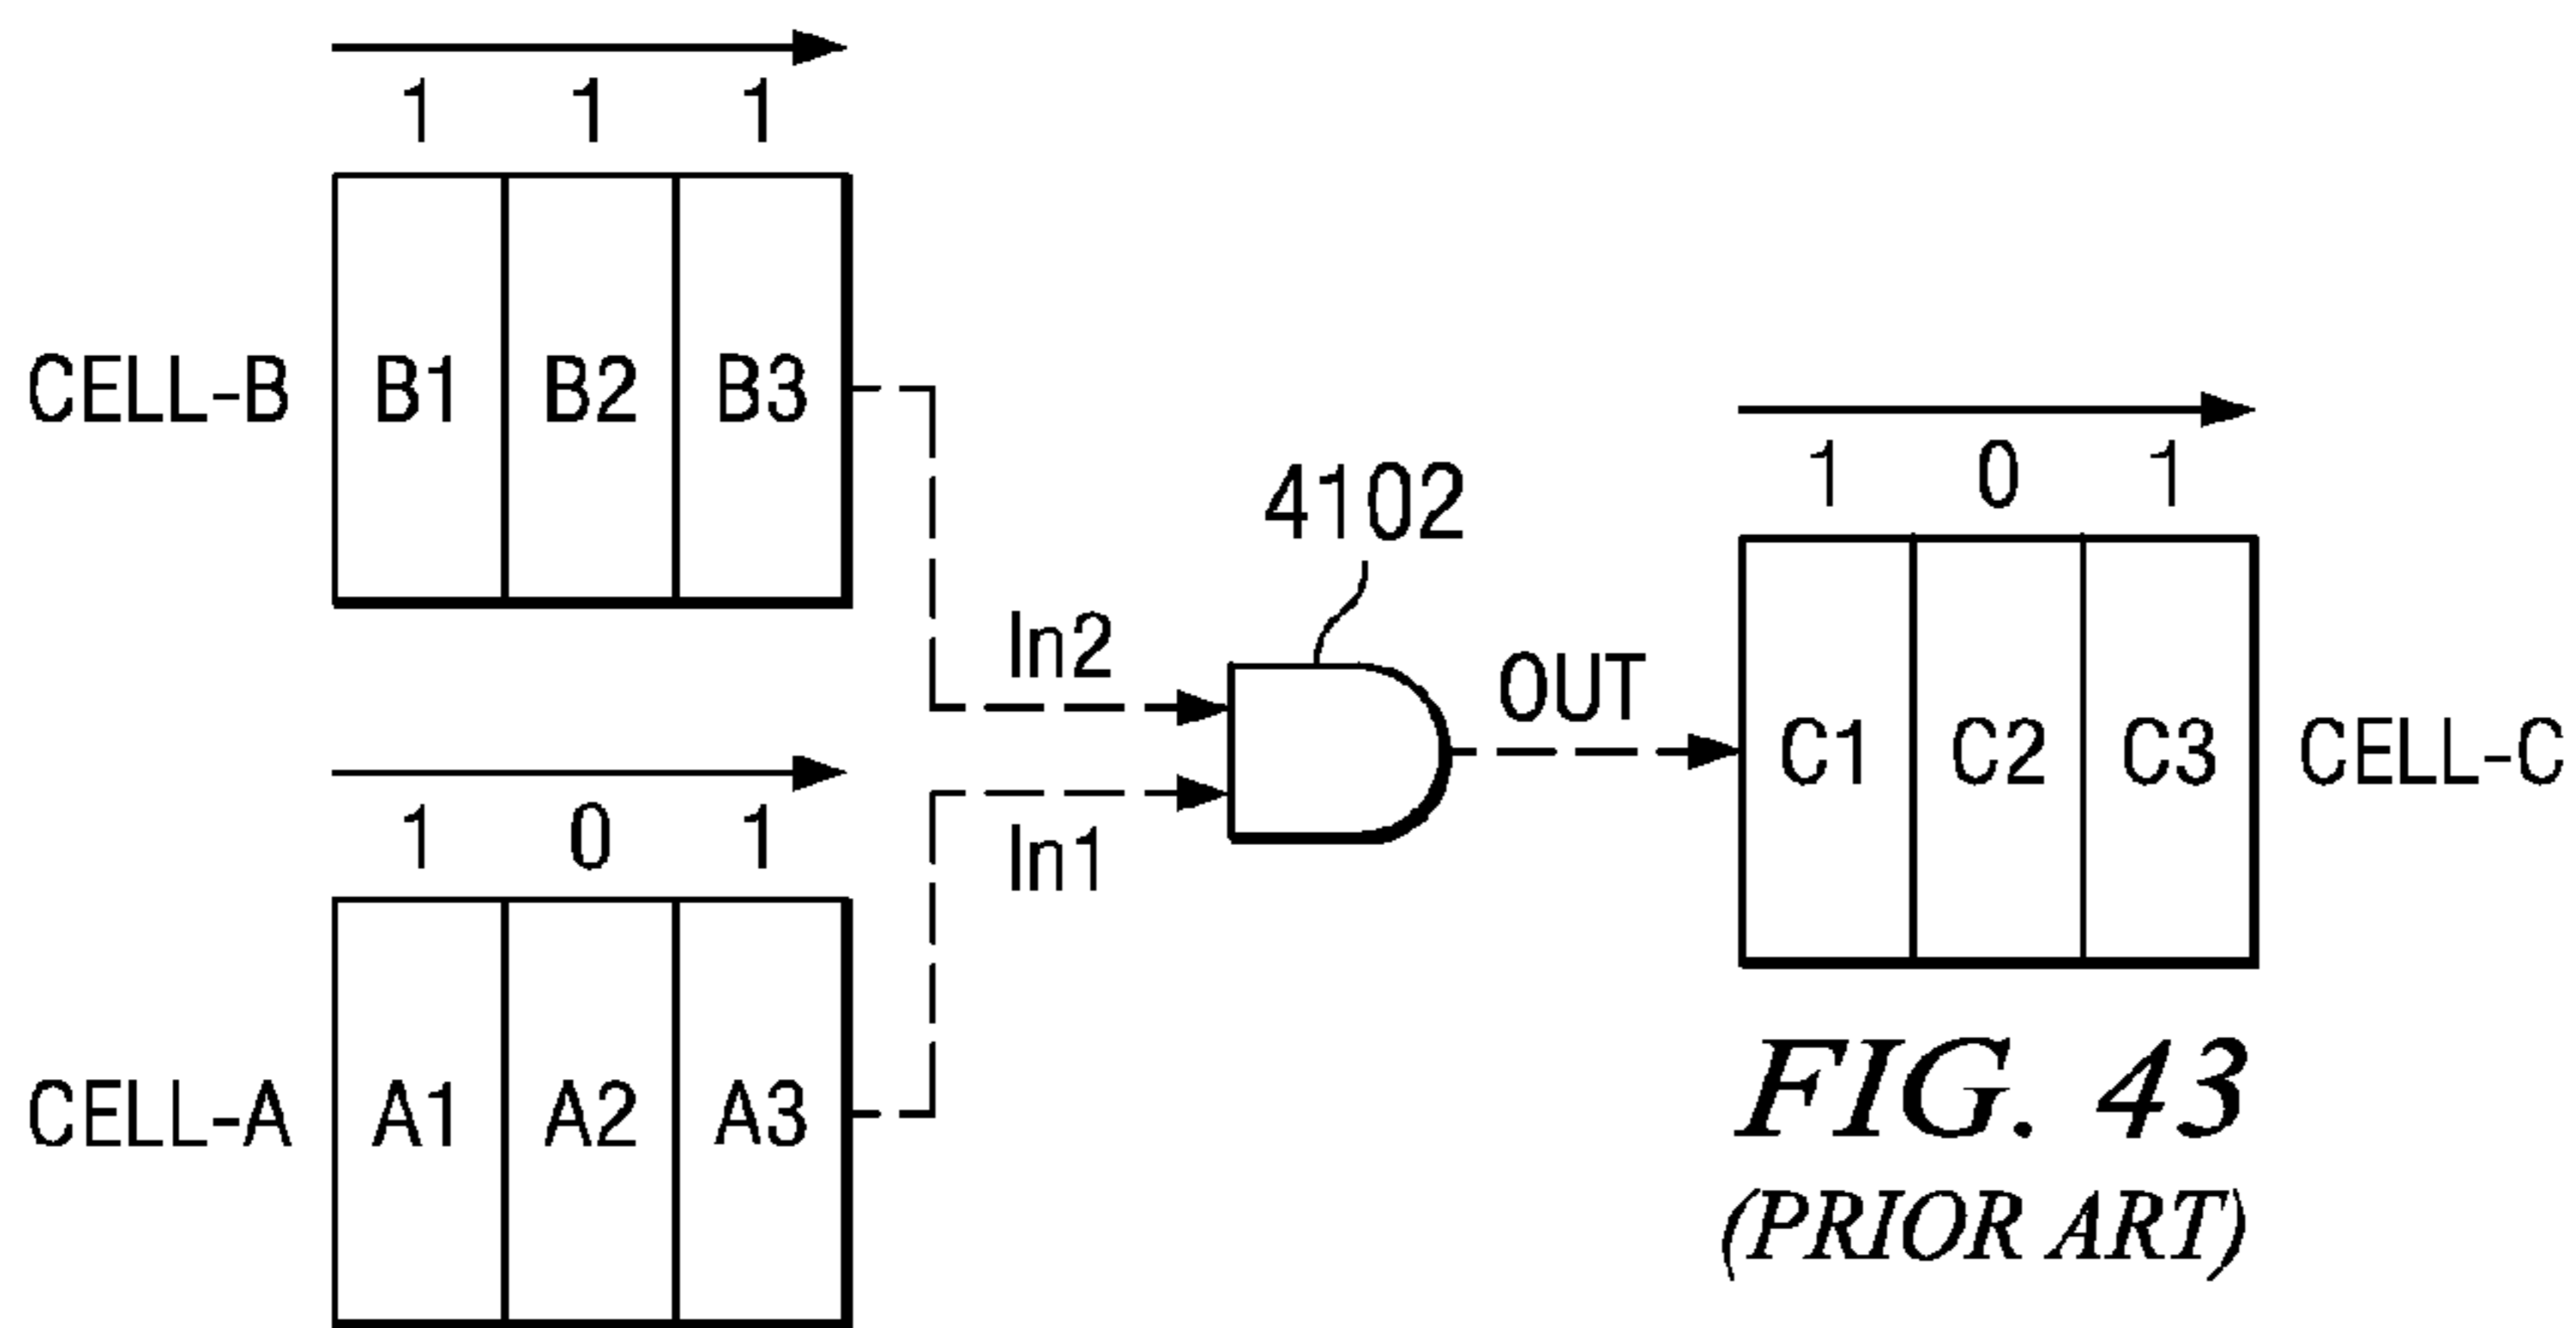 1 1 1
CELL-B B1 B2 B3
1 0 1
4102
In2
OUT
C1 C2 C3 CELL-C
1 0 1
In1
CELL-A A1 A2 A3
FIG. 43
(PRIOR ART)